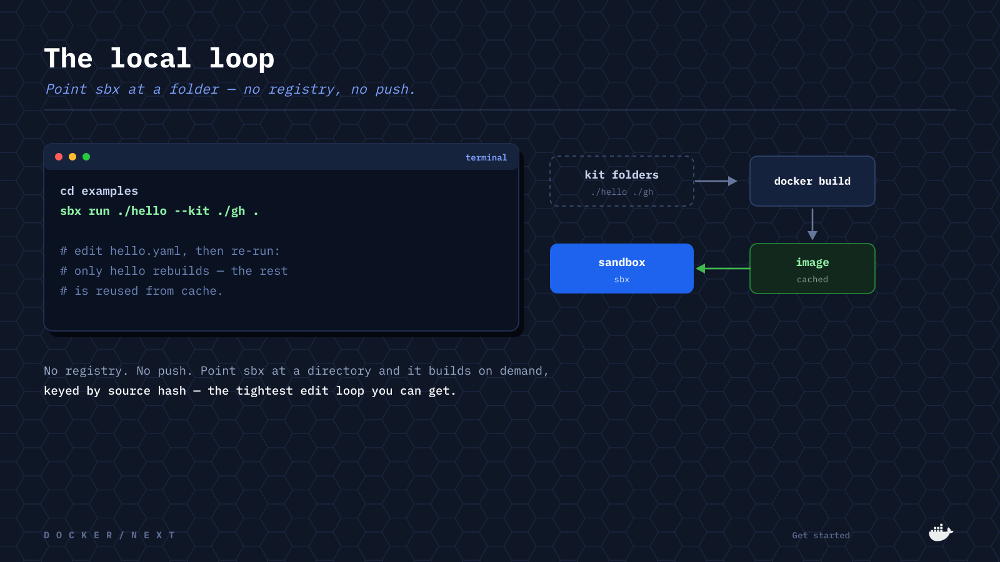 The local loop
Point sbx at a folder — no registry, no push.
terminal
cd examples
sbx run ./hello --kit ./gh .
# edit hello.yaml, then re-run:
# only hello rebuilds — the rest
# is reused from cache.
kit folders
./hello ./gh
docker build
sandbox
sbx
image
cached
No registry. No push. Point sbx at a directory and it builds on demand,
keyed by source hash — the tightest edit loop you can get.
DOCKER/NEXT
Get started